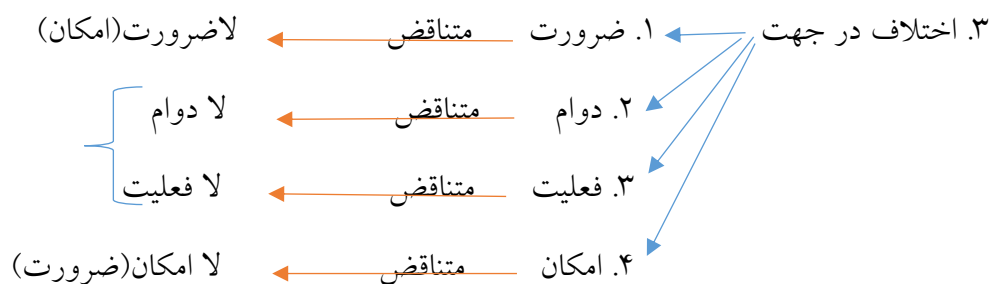 ۳. اختلاف در جهت ۱. ضرورت متناقض لاضرورت(امکان)
۲. دوام متناقض لا دوام
۳. فعلیت متناقض لا فعلیت
۴. امکان متناقض لا امکان(ضرورت)